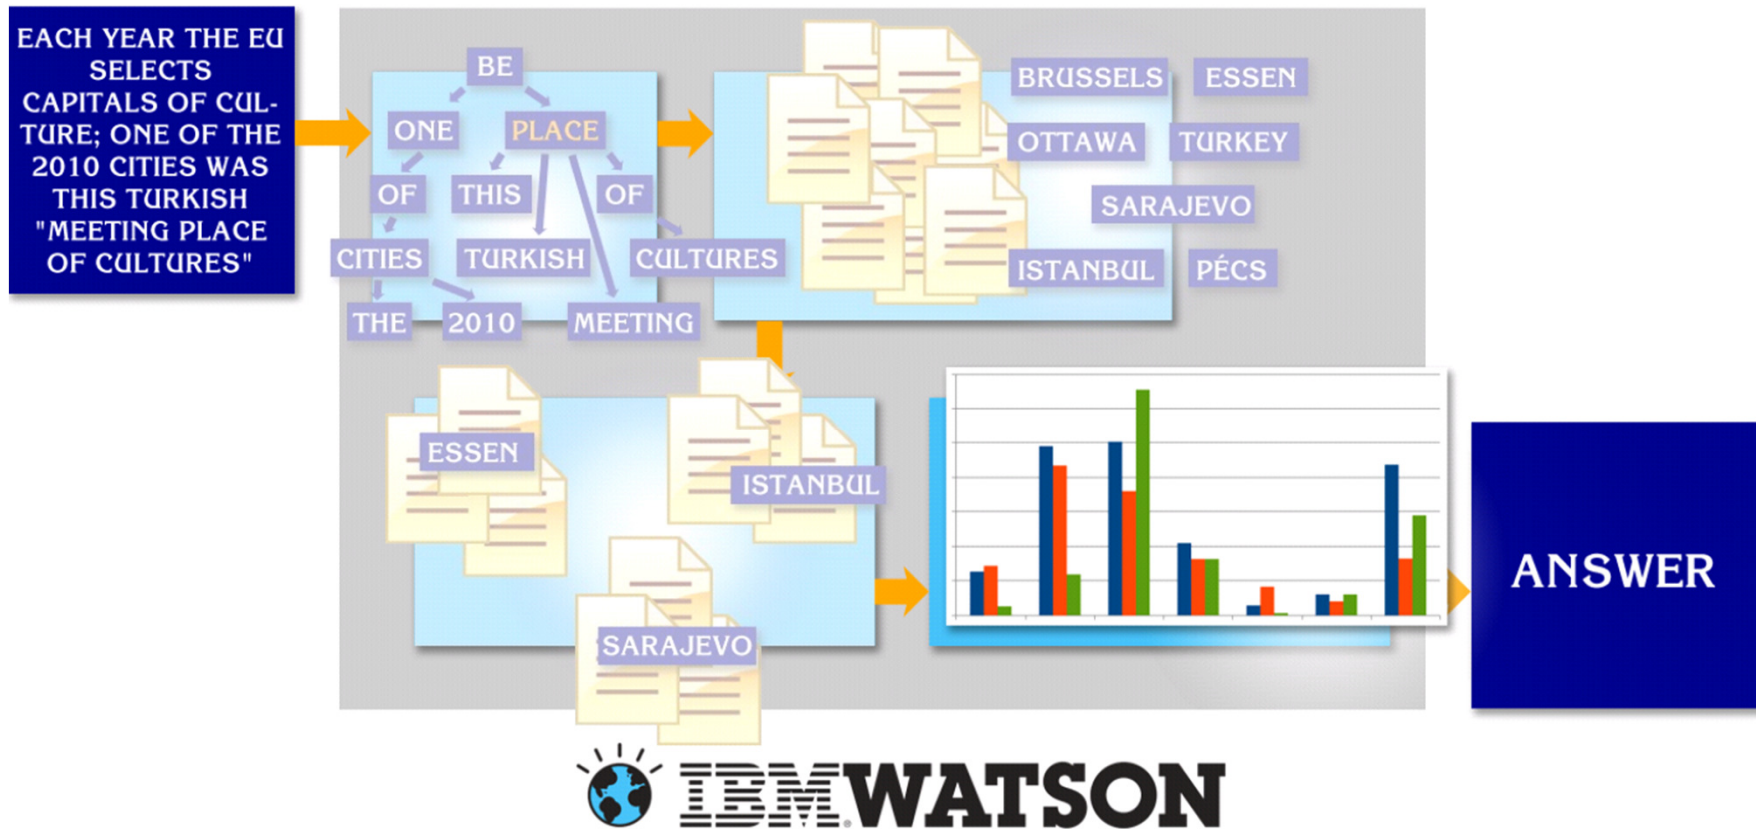 EACH YEAR THE EU
SELECTS
CAPITALS OF CUL-
TURE; ONE OF THE
2010 CITIES WAS
THIS TURKISH
"MEETING PLACE
OF CULTURES"
BE
ONE
PLACE
OF
THIS
OF
CITIES
TURKISH
CULTURES
THE
2010
MEETING
BRUSSELS
ESSEN
OTTAWA
TURKEY
SARAJEVO
ISTANBUL
PÉCS
ESSEN
ISTANBUL
SARAJEVO
ANSWER
IBM WATSON